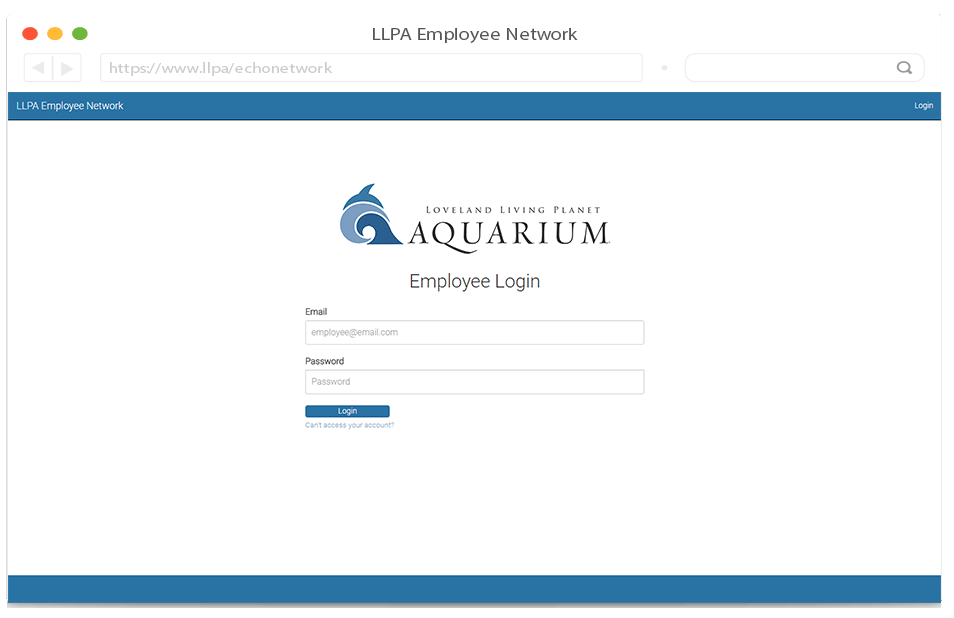 LLPA Employee Network
https://www.llpa/echonetwork
LLPA Employee Network
Login
LOVELAND LIVING PLANET
AQUARIUM
Employee Login
Email
employee@email.com
Password
Password
Login
Can't access your account?